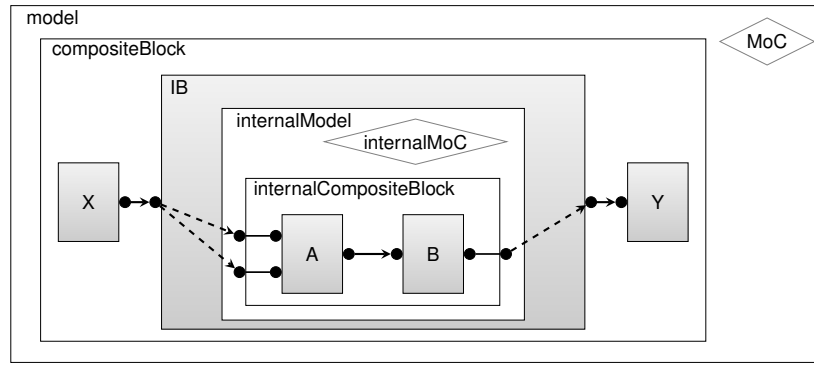 model
MoC
compositeBlock
IB
internalModel
internalMoC
internalCompositeBlock
X
A
B
Y